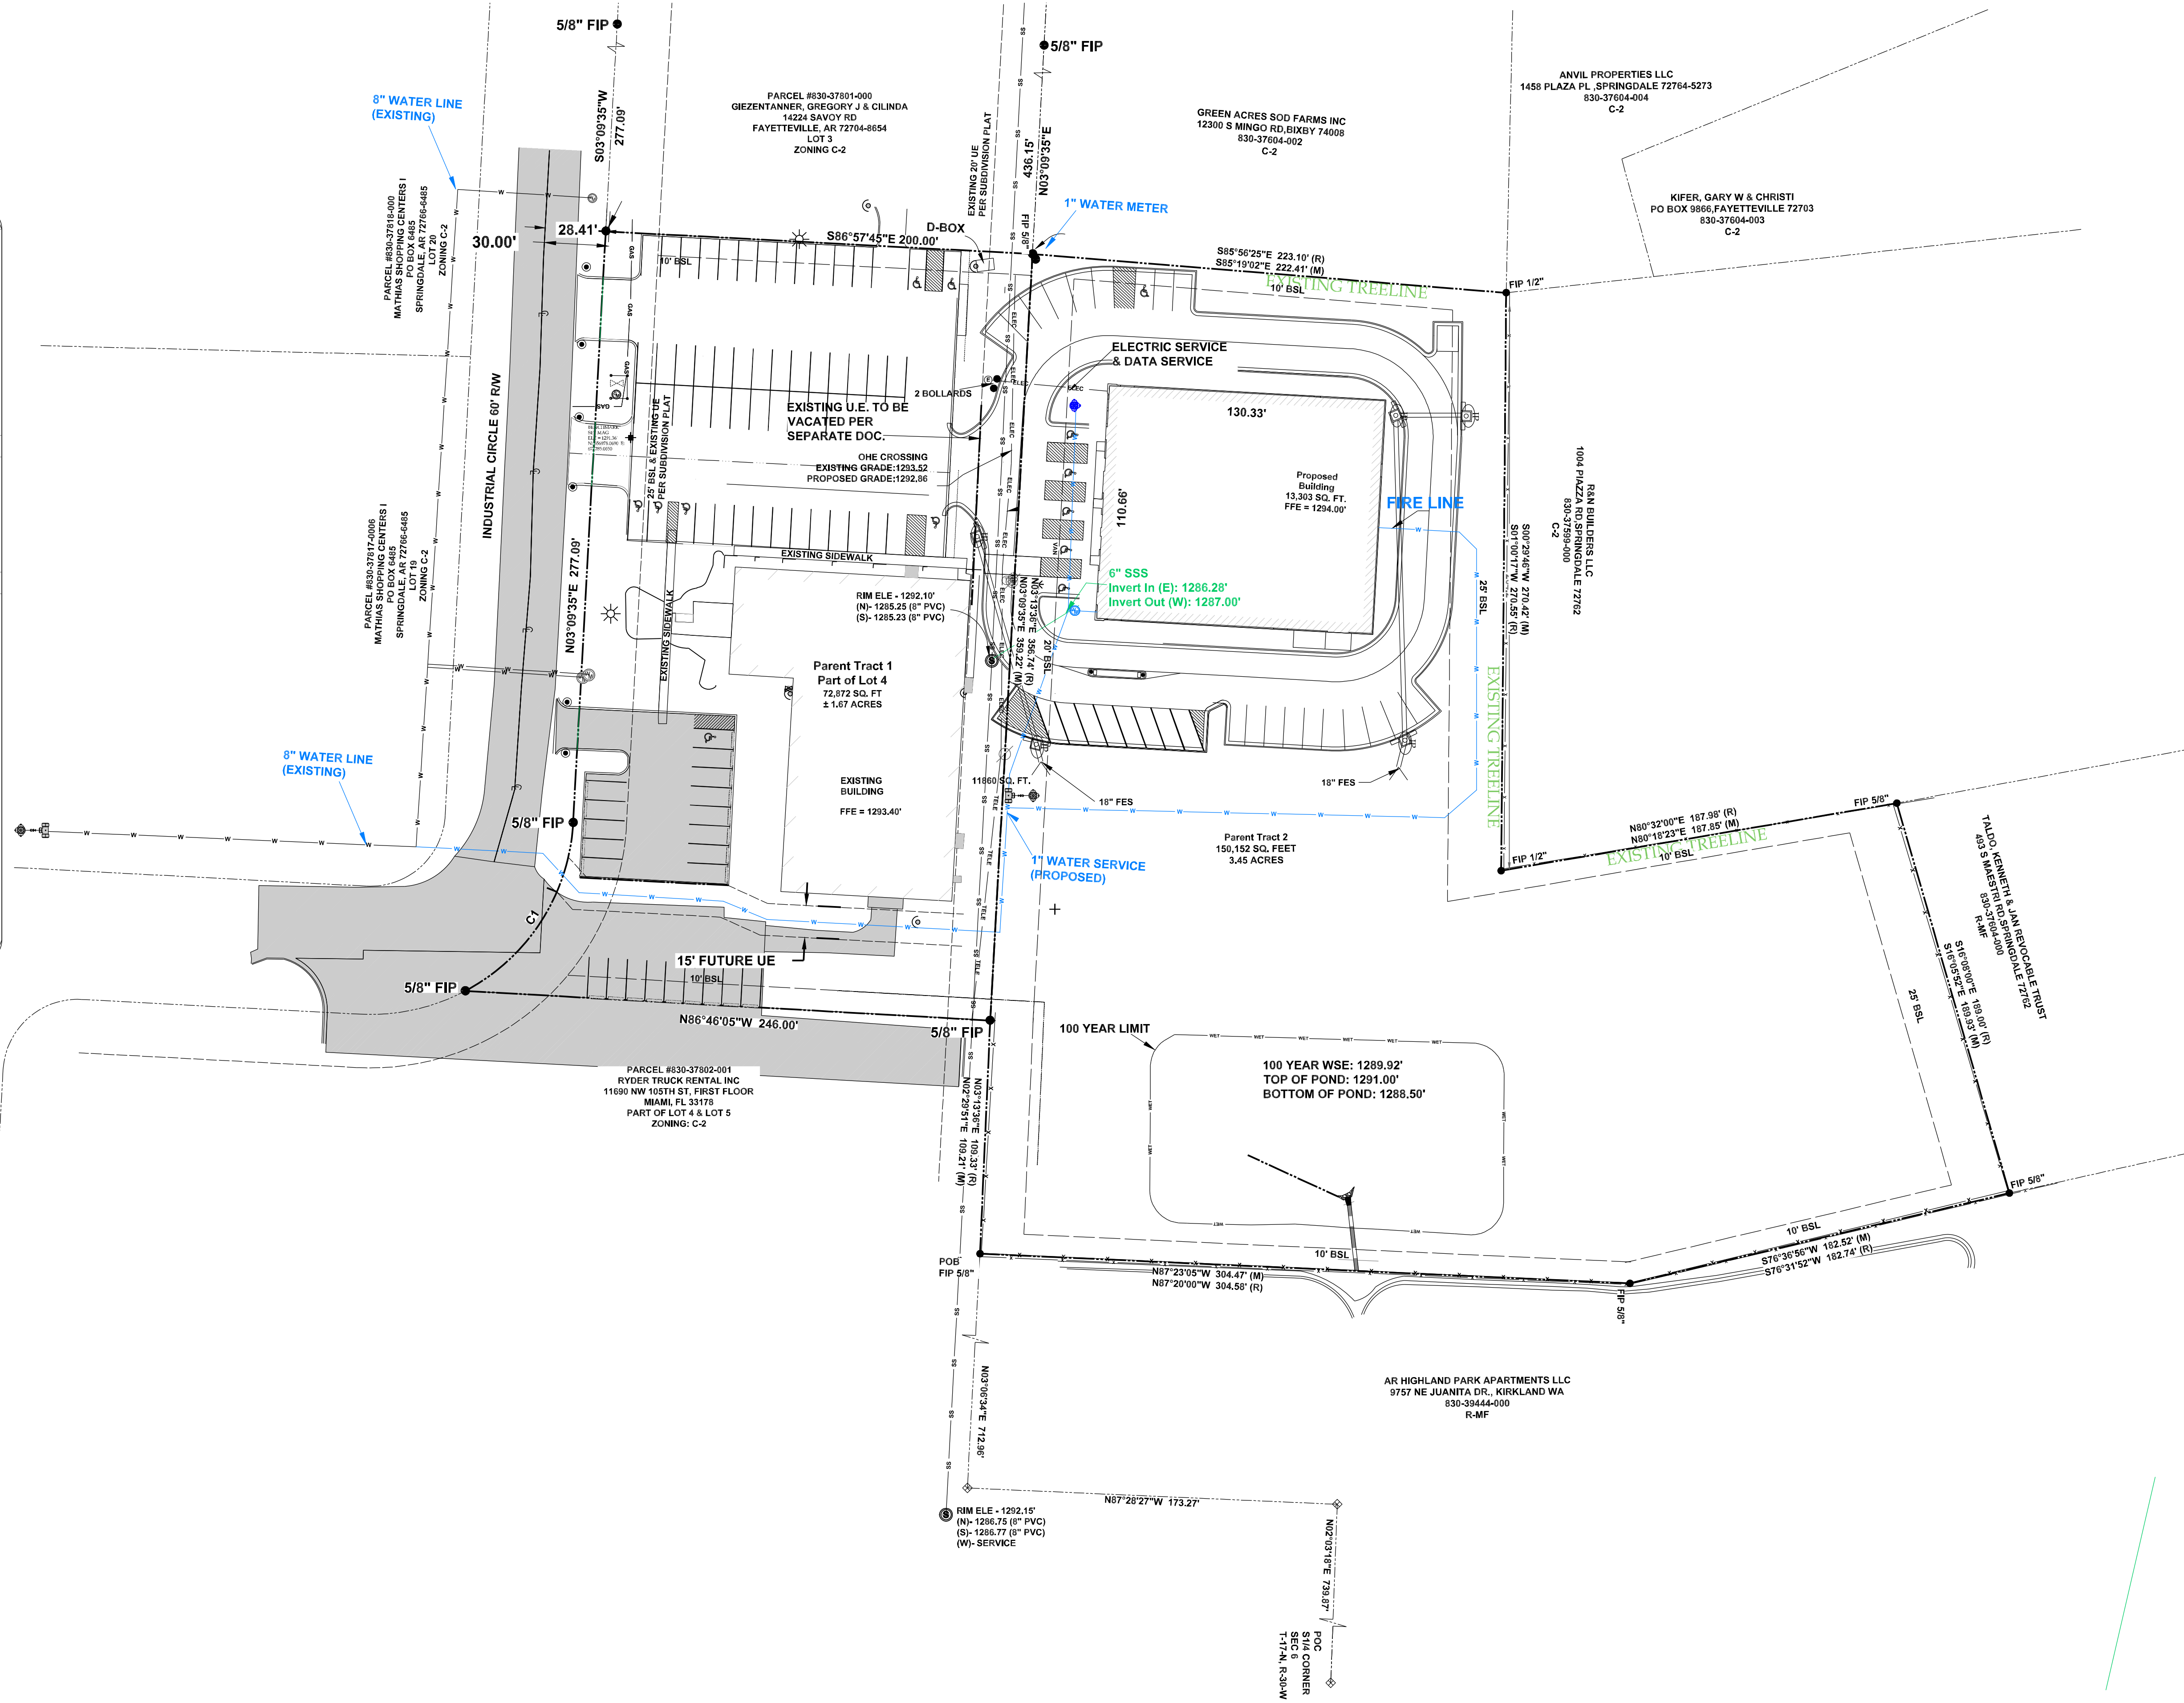 5/8" FIP
5/8" FIP
8" WATER LINE
(EXISTING)
S03°09'35"W
277.09'
PARCEL #830-37801-000
GIEZENTANNER, GREGORY J & CILINDA
14224 SAVOY RD
FAYETTEVILLE, AR 72704-8654
LOT 3
ZONING C-2
EXISTING 20' UE
PER SUBDIVISION PLAT
436.15'
N03°09'35"E
GREEN ACRES SOD FARMS INC
12300 S MINGO RD,BIXBY 74008
830-37604-002
C-2
ANVIL PROPERTIES LLC
1458 PLAZA PL ,SPRINGDALE 72764-5273
830-37604-004
C-2
KIFER, GARY W & CHRISTI
PO BOX 9866,FAYETTEVILLE 72703
830-37604-003
C-2
PARCEL #830-37818-000
MATHIAS SHOPPING CENTERS I
PO BOX 6485
SPRINGDALE, AR 72766-6485
LOT 20
ZONING C-2
30.00'
28.41'
S86°57'45"E 200.00'
D-BOX
FIP 5/8"
1" WATER METER
S85°56'25"E 223.10' (R)
S85°19'02"E 222.41' (M)
EXISTING TREELINE
10' BSL
FIP 1/2"
10' BSL
GAS
GAS
GAS
GAS
INDUSTRIAL CIRCLE 60' R/W
25' BSL & EXISTING UE
PER SUBDIVISION PLAT
ELECTRIC SERVICE
& DATA SERVICE
2 BOLLARDS
EXISTING U.E. TO BE
VACATED PER
SEPARATE DOC.
OHE CROSSING
EXISTING GRADE:1293.52
PROPOSED GRADE:1292.86
130.33'
110.66'
Proposed
Building
13,303 SQ. FT.
FFE = 1294.00'
FIRE LINE
VAN
R&N BUILDERS LLC
1004 PIAZZA RD,SPRINGDALE 72762
830-37599-000
C-2
S00°29'46"W 270.42' (M)
S01°00'17"W 270.55' (R)
25' BSL
EXISTING TREELINE
PARCEL #830-37817-0006
MATHIAS SHOPPING CENTERS I
PO BOX 6485
SPRINGDALE, AR 72766-6485
LOT 19
ZONING C-2
N03°09'35"E 277.09'
EXISTING SIDEWALK
EXISTING SIDEWALK
RIM ELE - 1292,10'
(N)- 1285.25 (8" PVC)
(S)- 1285.23 (8" PVC)
6" SSS
Invert In (E): 1286.28'
Invert Out (W): 1287.00'
N03°13'36"E 356.74' (R)
N03°09'35"E 359.22' (M)
20' BSL
Parent Tract 1
Part of Lot 4
72,872 SQ. FT
± 1.67 ACRES
EXISTING
BUILDING
FFE = 1293.40'
8" WATER LINE
(EXISTING)
5/8" FIP
11860 SQ. FT.
18" FES
18" FES
Parent Tract 2
150,152 SQ. FEET
3.45 ACRES
1" WATER SERVICE
(PROPOSED)
FIP 1/2"
N80°32'00"E 187.98' (R)
N80°18'23"E 187.85' (M)
EXISTING TREELINE
10' BSL
FIP 5/8"
TALDO, KENNETH & JAN REVOCABLE TRUST
493 S MAESTRI RD,SPRINGDALE 72762
830-37604-000
R-MF
S16°08'00"E 189.00' (R)
S16°05'52"E 189.93' (M)
25' BSL
C1
15' FUTURE UE
10' BSL
5/8" FIP
N86°46'05"W 246.00'
5/8" FIP
100 YEAR LIMIT
100 YEAR WSE: 1289.92'
TOP OF POND: 1291.00'
BOTTOM OF POND: 1288.50'
PARCEL #830-37802-001
RYDER TRUCK RENTAL INC
11690 NW 105TH ST, FIRST FLOOR
MIAMI, FL 33178
PART OF LOT 4 & LOT 5
ZONING: C-2
N03°13'36"E 109.33' (R)
N02°29'51"E 109.21' (M)
FIP 5/8"
10' BSL
S76°36'56"W 182.52' (M)
S76°31'52"W 182.74' (R)
POB
FIP 5/8"
10' BSL
N87°23'05"W 304.47' (M)
N87°20'00"W 304.58' (R)
FIP 5/8"
N03°06'34"E 712.96'
AR HIGHLAND PARK APARTMENTS LLC
9757 NE JUANITA DR., KIRKLAND WA
830-39444-000
R-MF
N87°28'27"W 173.27'
RIM ELE - 1292.15'
(N)- 1286.75 (8" PVC)
(S)- 1286.77 (8" PVC)
(W)- SERVICE
N02°03'18"E 739.87'
POC
S1/4 CORNER
SEC 6
T-17-N, R-30-W